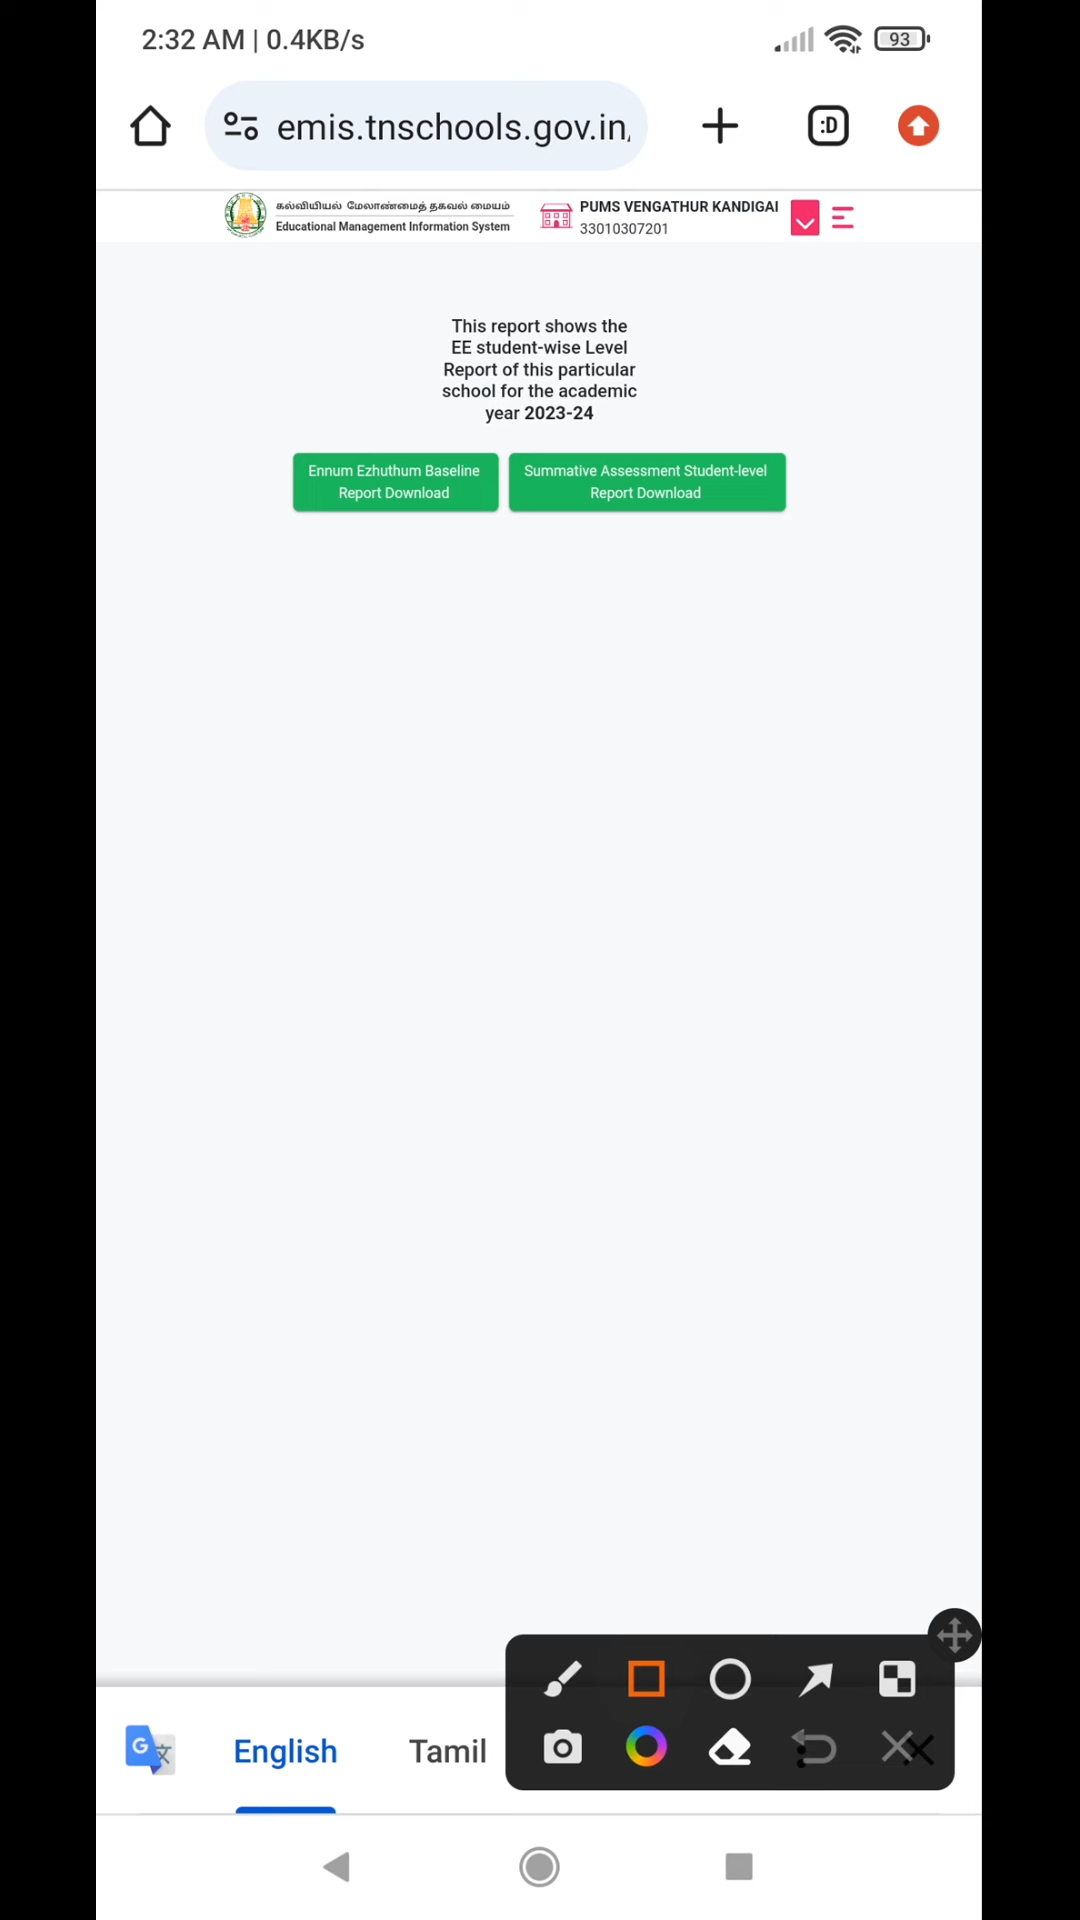 2:32 AM | 0.4KB/s
93
emis.tnschools.gov.in
:D
கல்வியியல் மேலாண்மைத் தகவல் மையம்
Educational Management Information System
PUMS VENGATHUR KANDIGAI
33010307201
This report shows the
EE student-wise Level
Report of this particular
school for the academic
year 2023-24
Ennum Ezhuthum Baseline
Report Download
Summative Assessment Student-level
Report Download
G 文
English
Tamil